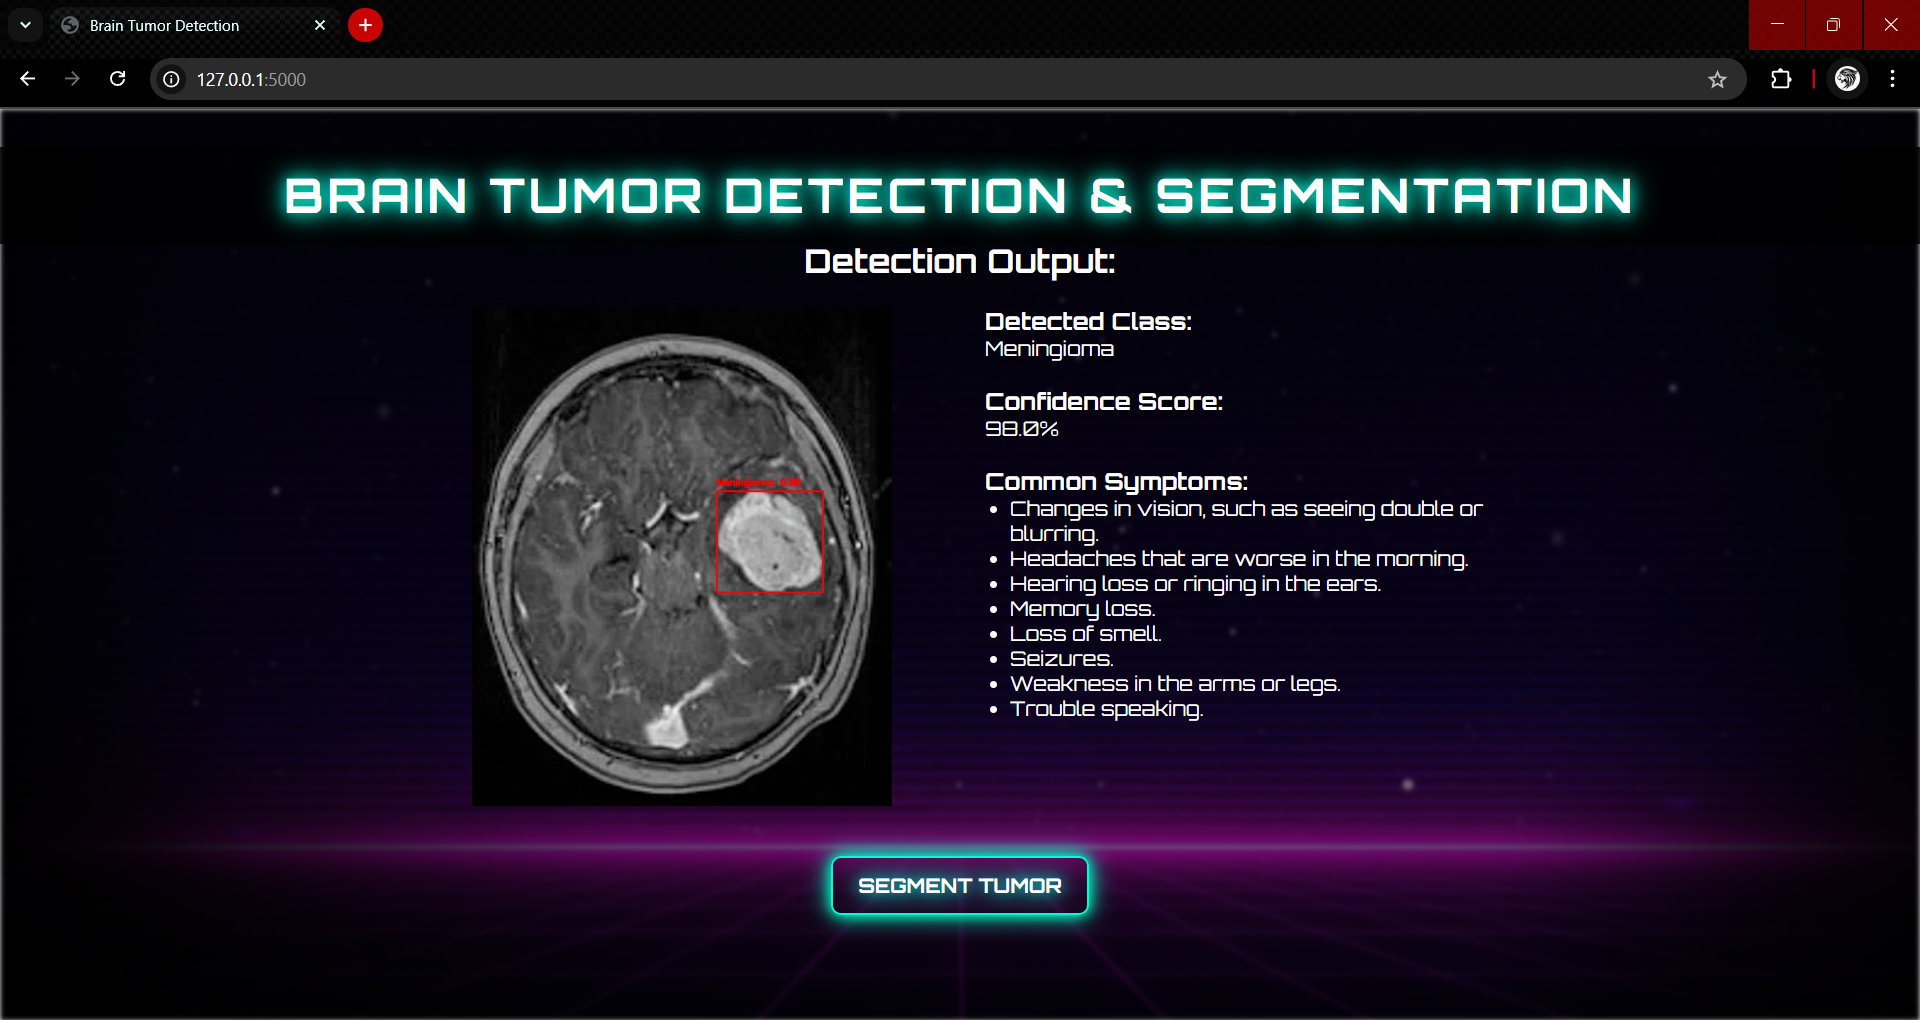 Brain Tumor Detection
127.0.0.1:5000
BRAIN TUMOR DETECTION & SEGMENTATION
Detection Output:
Meningioma: 0.98
Detected Class:
Meningioma
Confidence Score:
98.0%
Common Symptoms:
• Changes in vision, such as seeing double or
blurring.
• Headaches that are worse in the morning.
• Hearing loss or ringing in the ears.
• Memory loss.
• Loss of smell.
• Seizures.
• Weakness in the arms or legs.
• Trouble speaking.
SEGMENT TUMOR